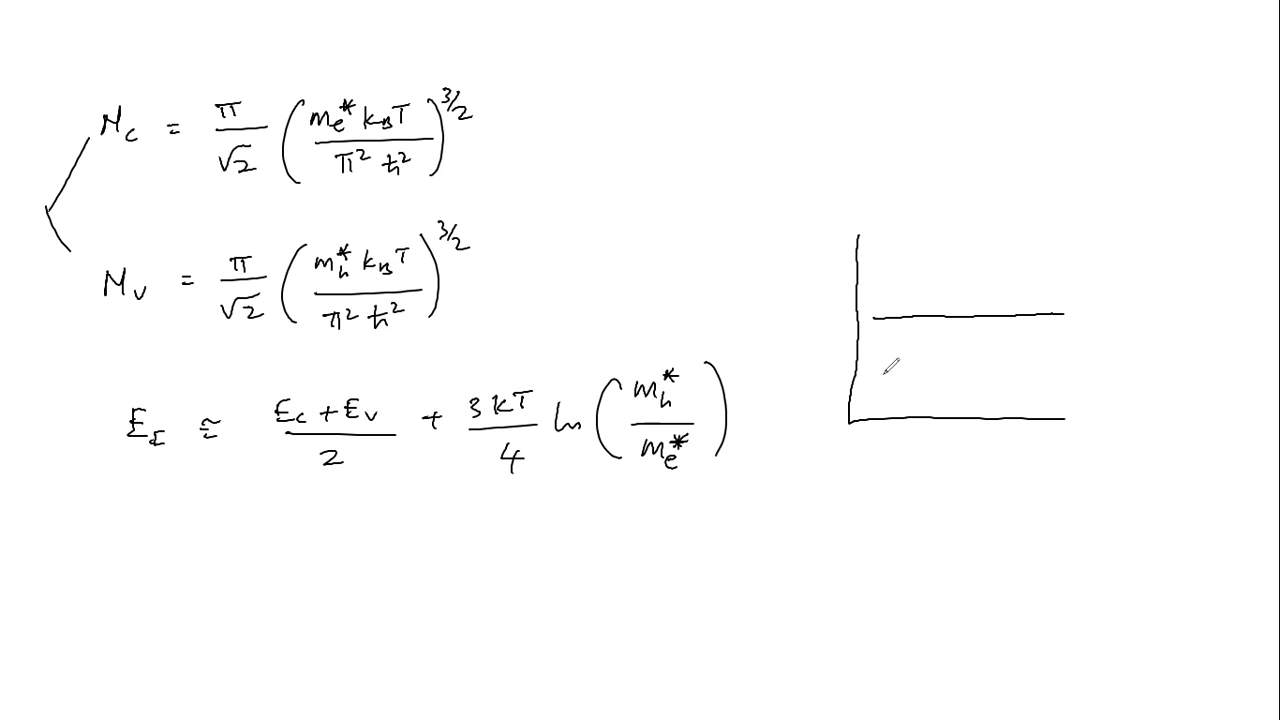 N_c = π/√2 (m_e* k_B T / π² ħ²)^3/2
N_v = π/√2 (m_h* k_B T / π² ħ²)^3/2
E_F ≅ (E_c + E_v)/2 + 3kT/4 ln (m_h*/m_e*)